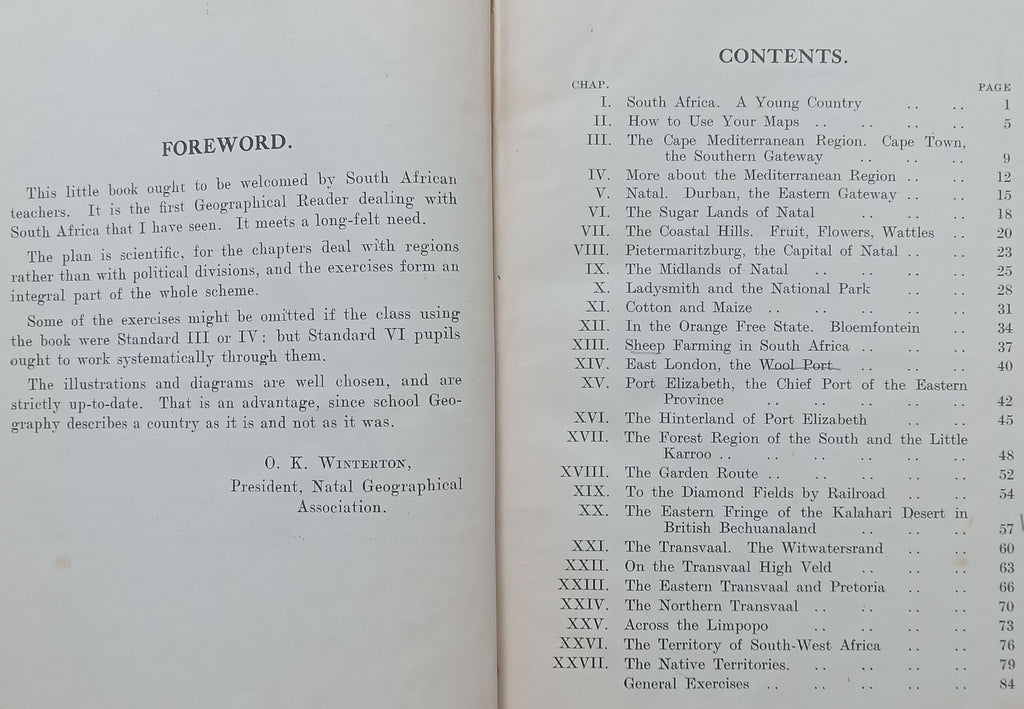 FOREWORD.
This little book ought to be welcomed by South African
teachers. It is the first Geographical Reader dealing with
South Africa that I have seen. It meets a long-felt need.
The plan is scientific, for the chapters deal with regions
rather than with political divisions, and the exercises form an
integral part of the whole scheme.
Some of the exercises might be omitted if the class using
the book were Standard III or IV: but Standard VI pupils
ought to work systematically through them.
The illustrations and diagrams are well chosen, and are
strictly up-to-date. That is an advantage, since school Geo-
graphy describes a country as it is and not as it was.
O. K. Winterton,
President, Natal Geographical
Association.
CONTENTS.
CHAP. PAGE
I. South Africa. A Young Country .. .. 1
II. How to Use Your Maps .. .. .. .. 5
III. The Cape Mediterranean Region. Cape Town,
the Southern Gateway .. .. .. 9
IV. More about the Mediterranean Region .. .. 12
V. Natal. Durban, the Eastern Gateway .. .. 15
VI. The Sugar Lands of Natal .. .. .. 18
VII. The Coastal Hills. Fruit, Flowers, Wattles .. 20
VIII. Pietermaritzburg, the Capital of Natal .. .. 23
IX. The Midlands of Natal .. .. .. .. 25
X. Ladysmith and the National Park .. .. 28
XI. Cotton and Maize .. .. .. .. .. 31
XII. In the Orange Free State. Bloemfontein .. 34
XIII. Sheep Farming in South Africa .. .. .. 37
XIV. East London, the Wool Port .. .. .. 40
XV. Port Elizabeth, the Chief Port of the Eastern
Province .. .. .. .. .. 42
XVI. The Hinterland of Port Elizabeth .. .. 45
XVII. The Forest Region of the South and the Little
Karroo .. .. .. .. .. .. 48
XVIII. The Garden Route .. .. .. .. .. 52
XIX. To the Diamond Fields by Railroad .. .. 54
XX. The Eastern Fringe of the Kalahari Desert in
British Bechuanaland .. .. .. 57
XXI. The Transvaal. The Witwatersrand .. .. 60
XXII. On the Transvaal High Veld .. .. .. 63
XXIII. The Eastern Transvaal and Pretoria .. .. 66
XXIV. The Northern Transvaal .. .. .. .. 70
XXV. Across the Limpopo .. .. .. .. 73
XXVI. The Territory of South-West Africa .. .. 76
XXVII. The Native Territories. .. .. .. .. 79
General Exercises .. .. .. .. .. 84